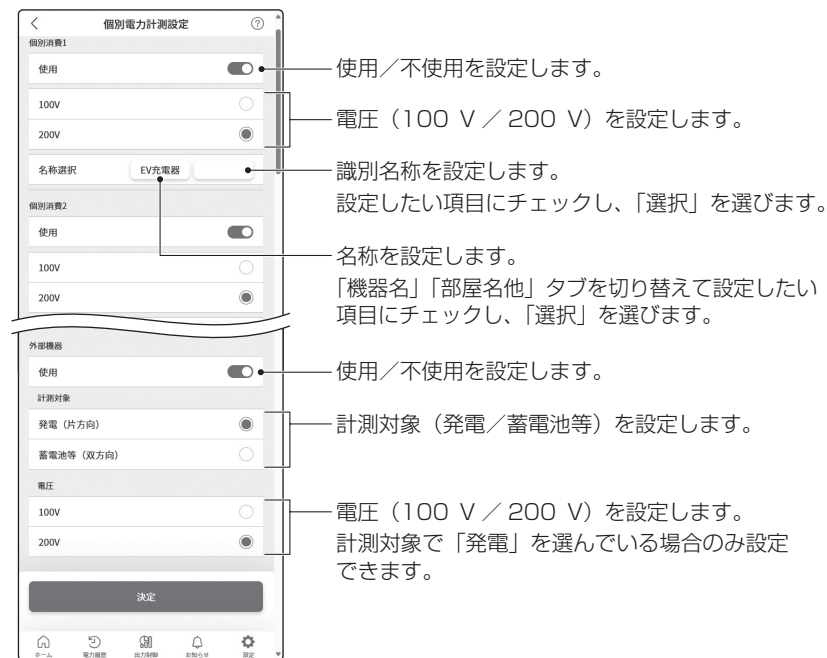 個別電力計測設定
?
個別消費1
使用
使用／不使用を設定します。
100V
200V
電圧（100 V ／ 200 V）を設定します。
名称選択
EV充電器
識別名称を設定します。
設定したい項目にチェックし、「選択」を選びます。
個別消費2
使用
名称を設定します。
「機器名」「部屋名他」タブを切り替えて設定したい
項目にチェックし、「選択」を選びます。
100V
200V
外部機器
使用
使用／不使用を設定します。
計測対象
発電（片方向）
蓄電池等（双方向）
計測対象（発電／蓄電池等）を設定します。
電圧
100V
200V
電圧（100 V ／ 200 V）を設定します。
計測対象で「発電」を選んでいる場合のみ設定
できます。
決定
ホーム
電力履歴
出力制御
お知らせ
設定